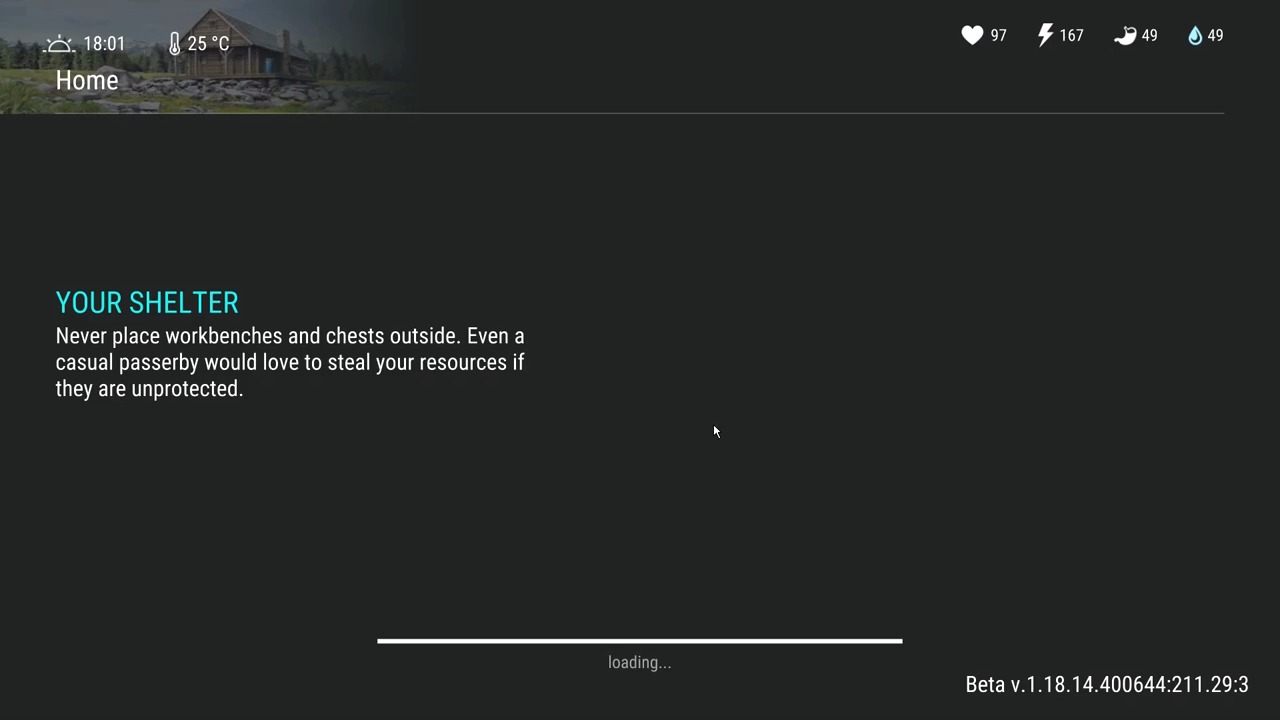 18:01 25 °C 97 167 49 49
Home
YOUR SHELTER
Never place workbenches and chests outside. Even a
casual passerby would love to steal your resources if
they are unprotected.
loading...
Beta v.1.18.14.400644:211.29:3